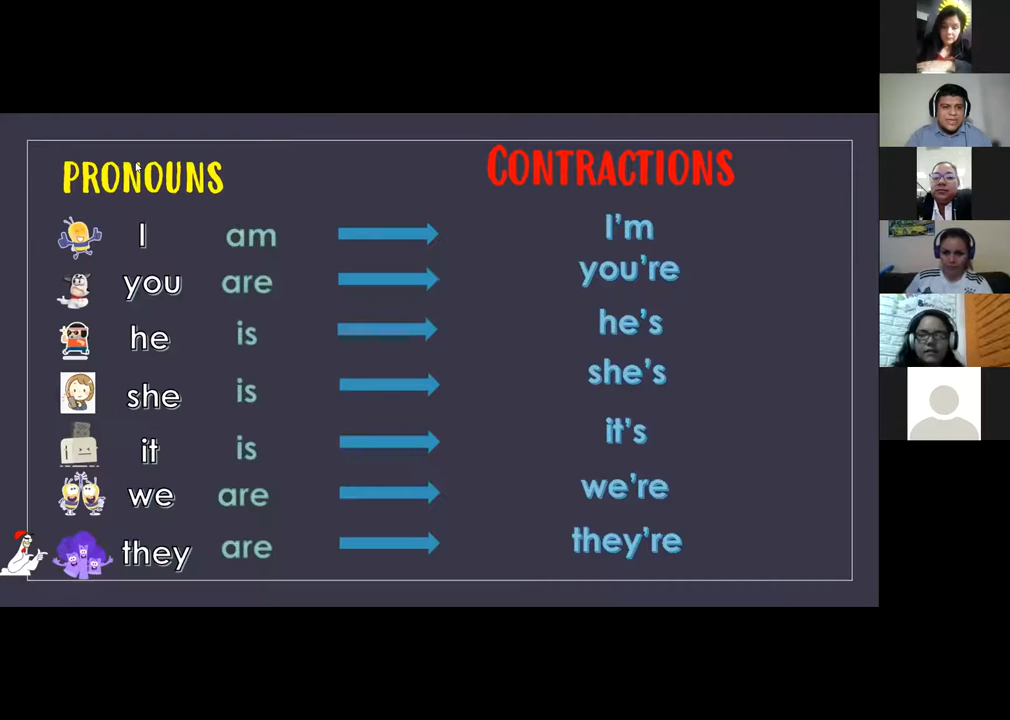 PRONOUNS CONTRACTIONS
I am I'm
you are you're
he is he's
she is she's
it is it's
we are we're
they are they're